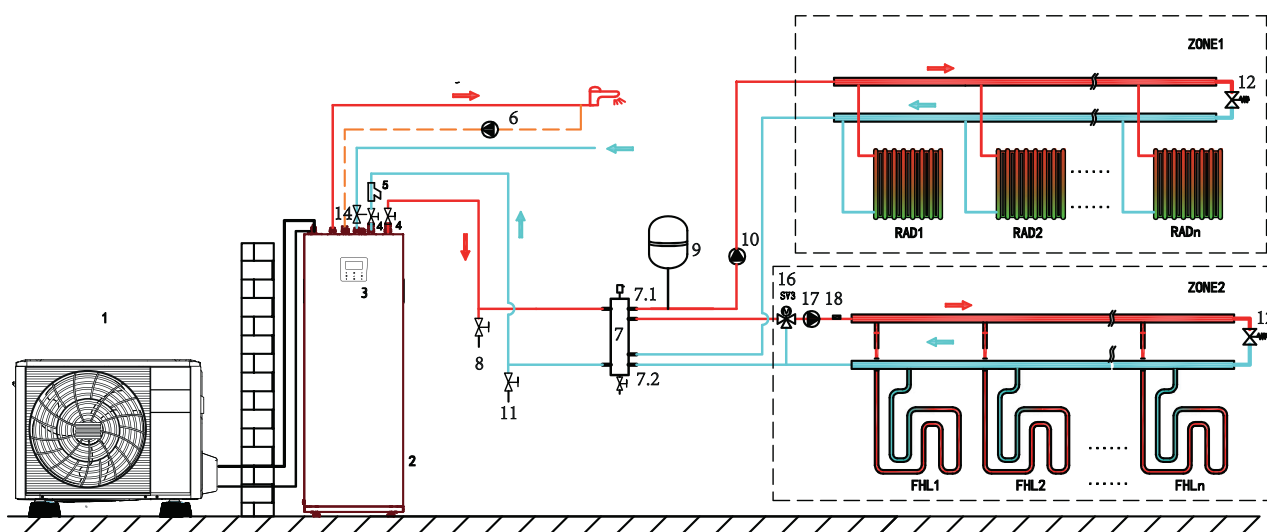 ZONE1
12
6
5
14
4
4
RAD1
RAD2
......
......
RADn
9
10
3
16
SV3
17
18
ZONE2
7.1
1
7
8
7.2
11
2
FHL1
FHL2
......
......
FHLn